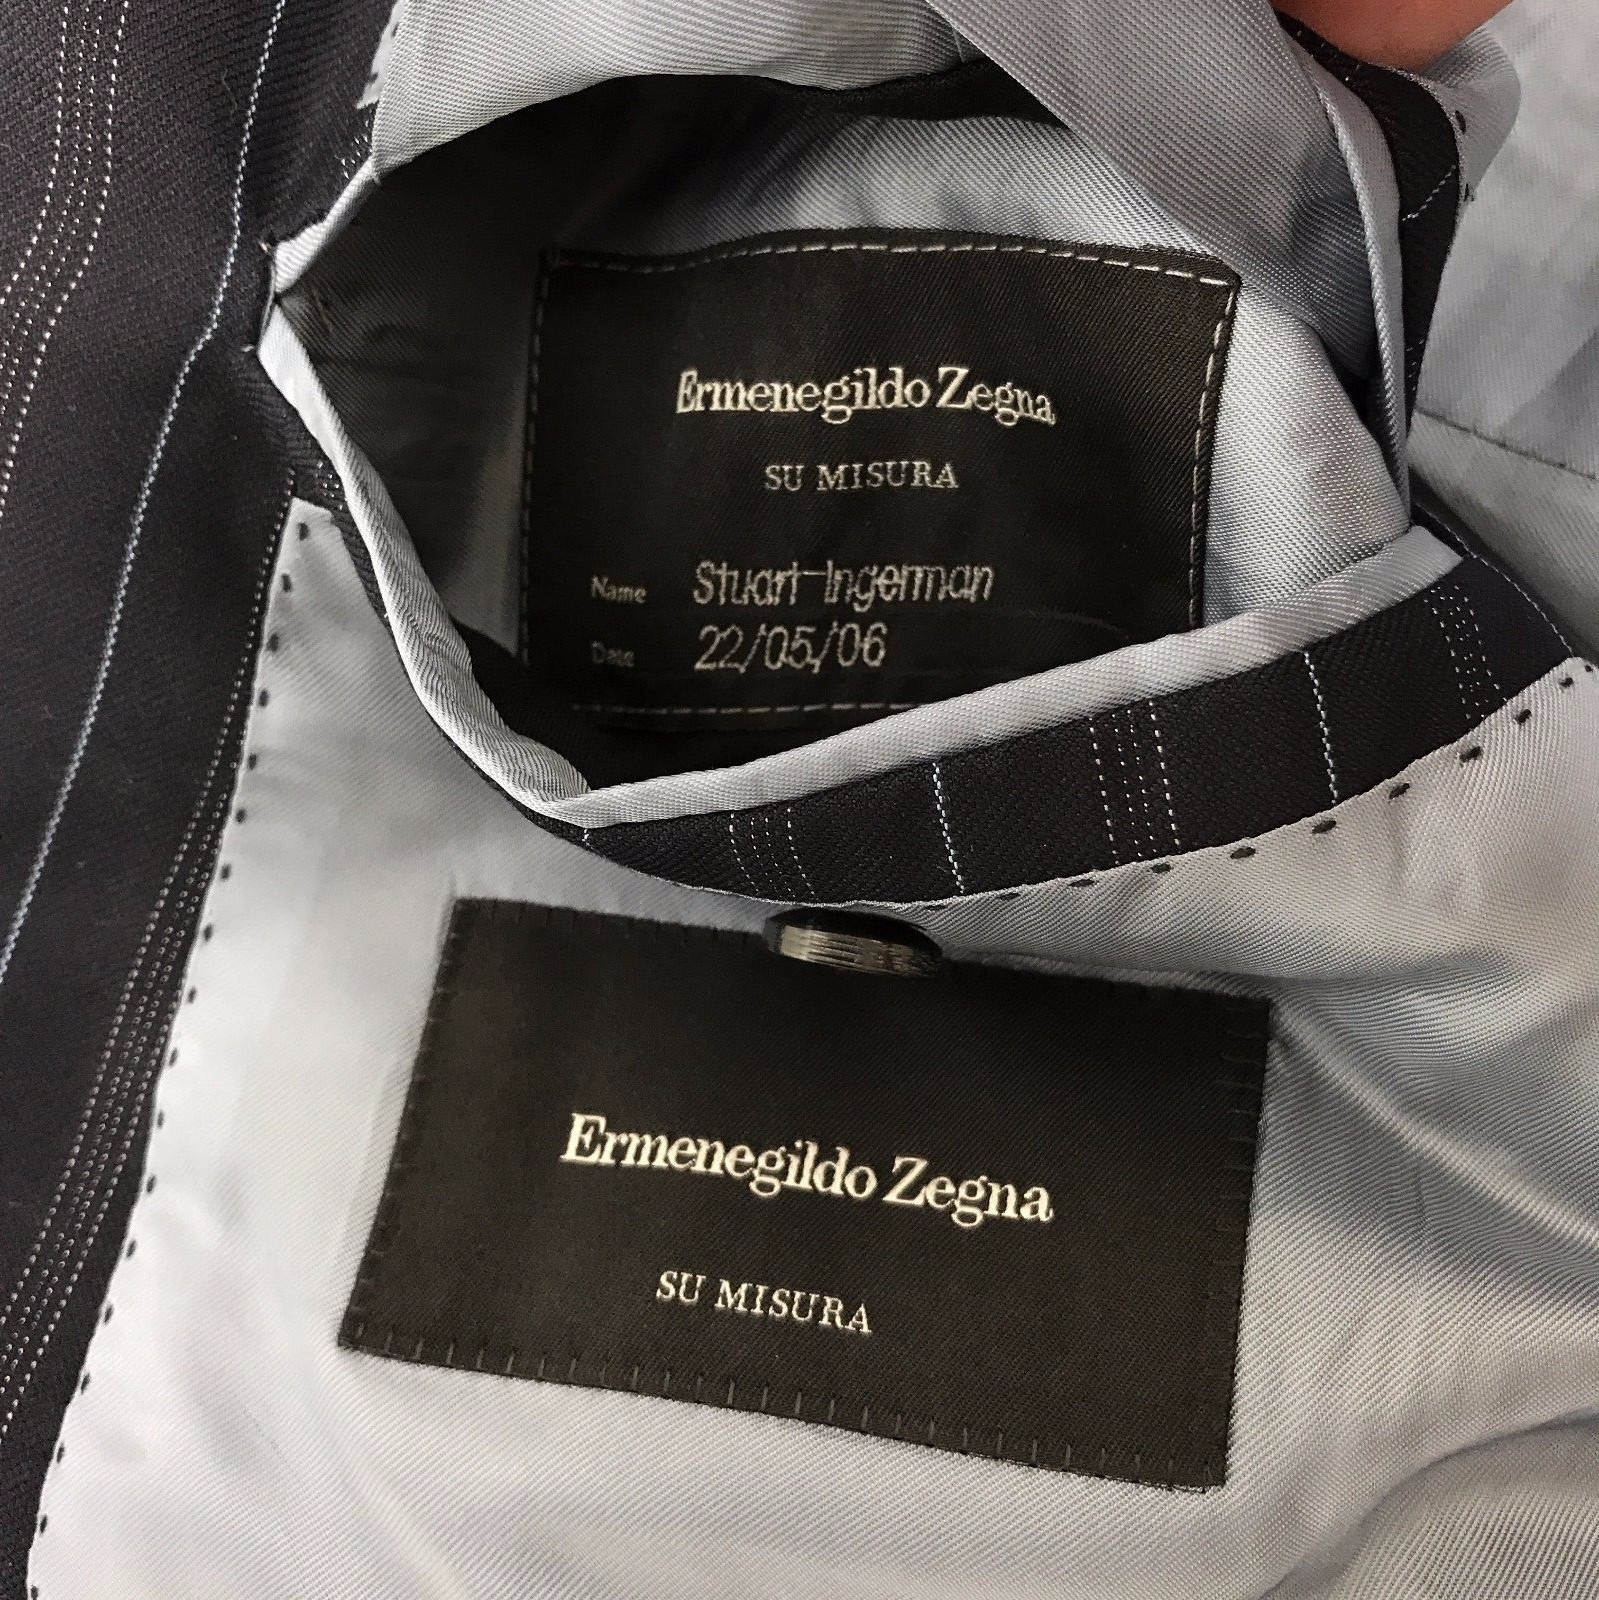 Ermenegildo Zegna
SU MISURA
Name Stuart Ingerman
Date 22/05/06
Ermenegildo Zegna
SU MISURA